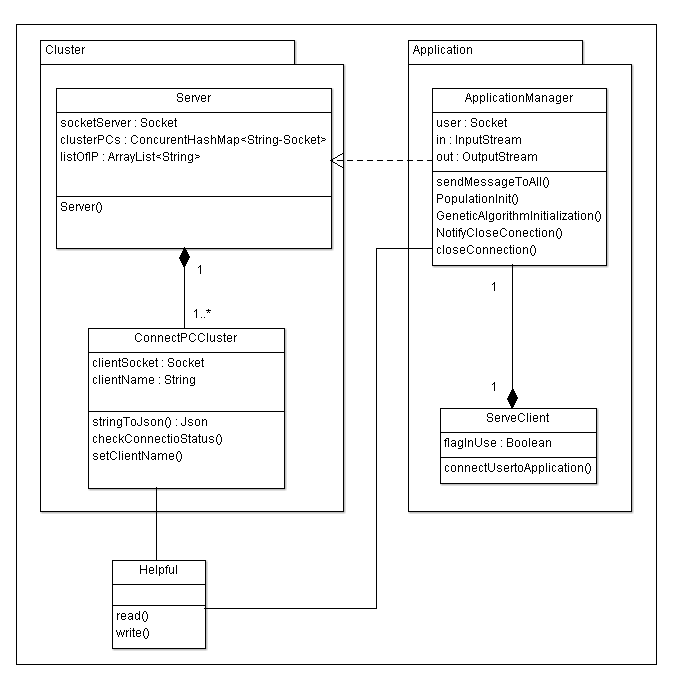 Cluster
Server
socketServer : Socket
clusterPCs : ConcurentHashMap<String-Socket>
listOfIP : ArrayList<String>
Server()
1
1..*
ConnectPCCluster
clientSocket : Socket
clientName : String
stringToJson() : Json
checkConnectioStatus()
setClientName()
Helpful
read()
write()
Application
ApplicationManager
user : Socket
in : InputStream
out : OutputStream
sendMessageToAll()
PopulationInit()
GeneticAlgorithmInitialization()
NotifyCloseConection()
closeConnection()
1
1
ServeClient
flagInUse : Boolean
connectUsertoApplication()